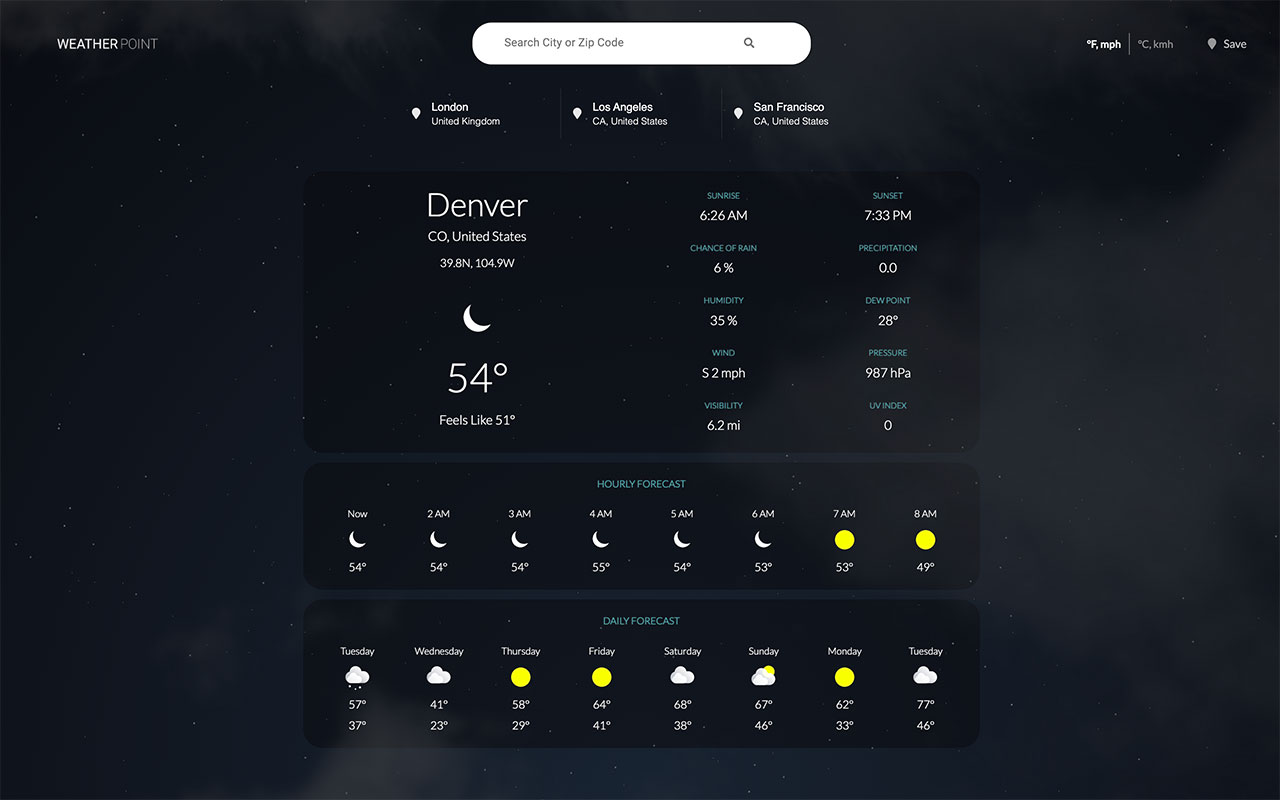 WEATHER POINT
Search City or Zip Code
°F, mph
°C, kmh
Save
London
United Kingdom
Los Angeles
CA, United States
San Francisco
CA, United States
Denver
CO, United States
39.8N, 104.9W
54°
Feels Like 51°
SUNRISE
6:26 AM
SUNSET
7:33 PM
CHANCE OF RAIN
6 %
PRECIPITATION
0.0
HUMIDITY
35 %
DEW POINT
28°
WIND
S 2 mph
PRESSURE
987 hPa
VISIBILITY
6.2 mi
UV INDEX
0
HOURLY FORECAST
Now 2 AM 3 AM 4 AM 5 AM 6 AM 7 AM 8 AM
54° 54° 54° 55° 54° 53° 53° 49°
DAILY FORECAST
Tuesday Wednesday Thursday Friday Saturday Sunday Monday Tuesday
57° 41° 58° 64° 68° 67° 62° 77°
37° 23° 29° 41° 38° 46° 33° 46°